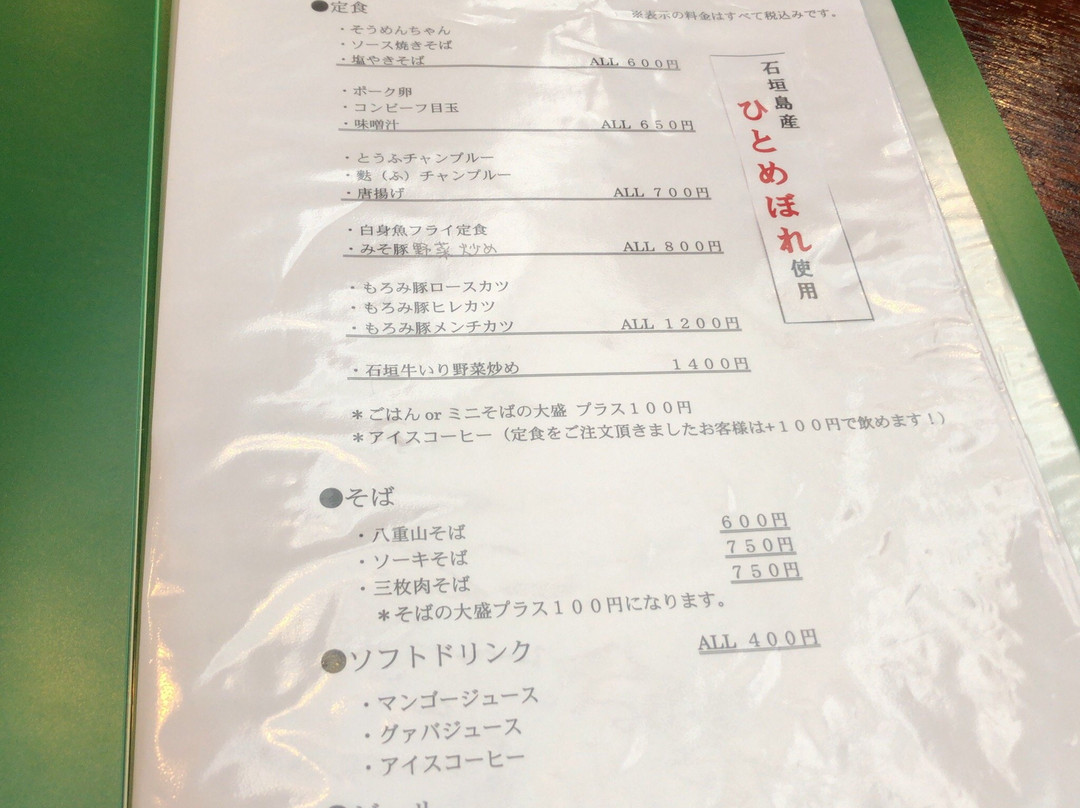 ●定食
※表示の料金はすべて税込みです。
・そうめんちゃん
・ソース焼きそば
・塩やきそば ALL 600円
・ポーク卵
・コンビーフ目玉
・味噌汁 ALL 650円
・とうふチャンプルー
・麩（ふ）チャンプルー
・唐揚げ ALL 700円
・白身魚フライ定食
・みそ豚野菜炒め ALL 800円
・もろみ豚ロースカツ
・もろみ豚ヒレカツ
・もろみ豚メンチカツ ALL 1200円
・石垣牛いり野菜炒め 1400円
石垣島産
ひとめぼれ
使用
＊ごはん or ミニそばの大盛 プラス100円
＊アイスコーヒー（定食をご注文頂きましたお客様は+100円で飲めます！）
●そば
・八重山そば 600円
・ソーキそば 750円
・三枚肉そば 750円
＊そばの大盛プラス100円になります。
●ソフトドリンク ALL 400円
・マンゴージュース
・グァバジュース
・アイスコーヒー